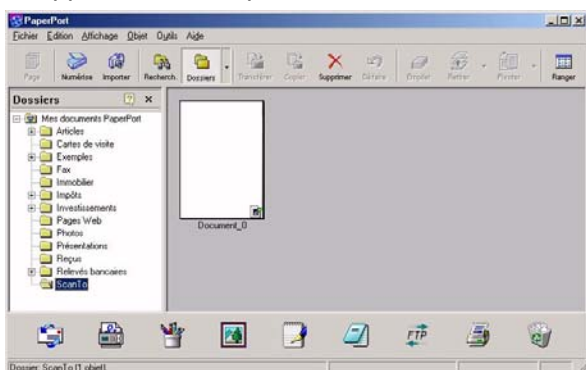 PaperPort
Fichier Edition Affichage Objet Outils Aide
Page Numérise Importer Recherch. Dossiers Transférer Copier Supprimer Défaire Empiler Pivoter Ranger
Dossiers
Mes documents PaperPort
Articles
Cartes de visite
Exemples
Fax
Immobilier
Impôts
Investissements
Pages Web
Photos
Présentations
Reçus
Relevés bancaires
ScanTo
Document_0
FTP
Dossier: ScanTo [1 objet]